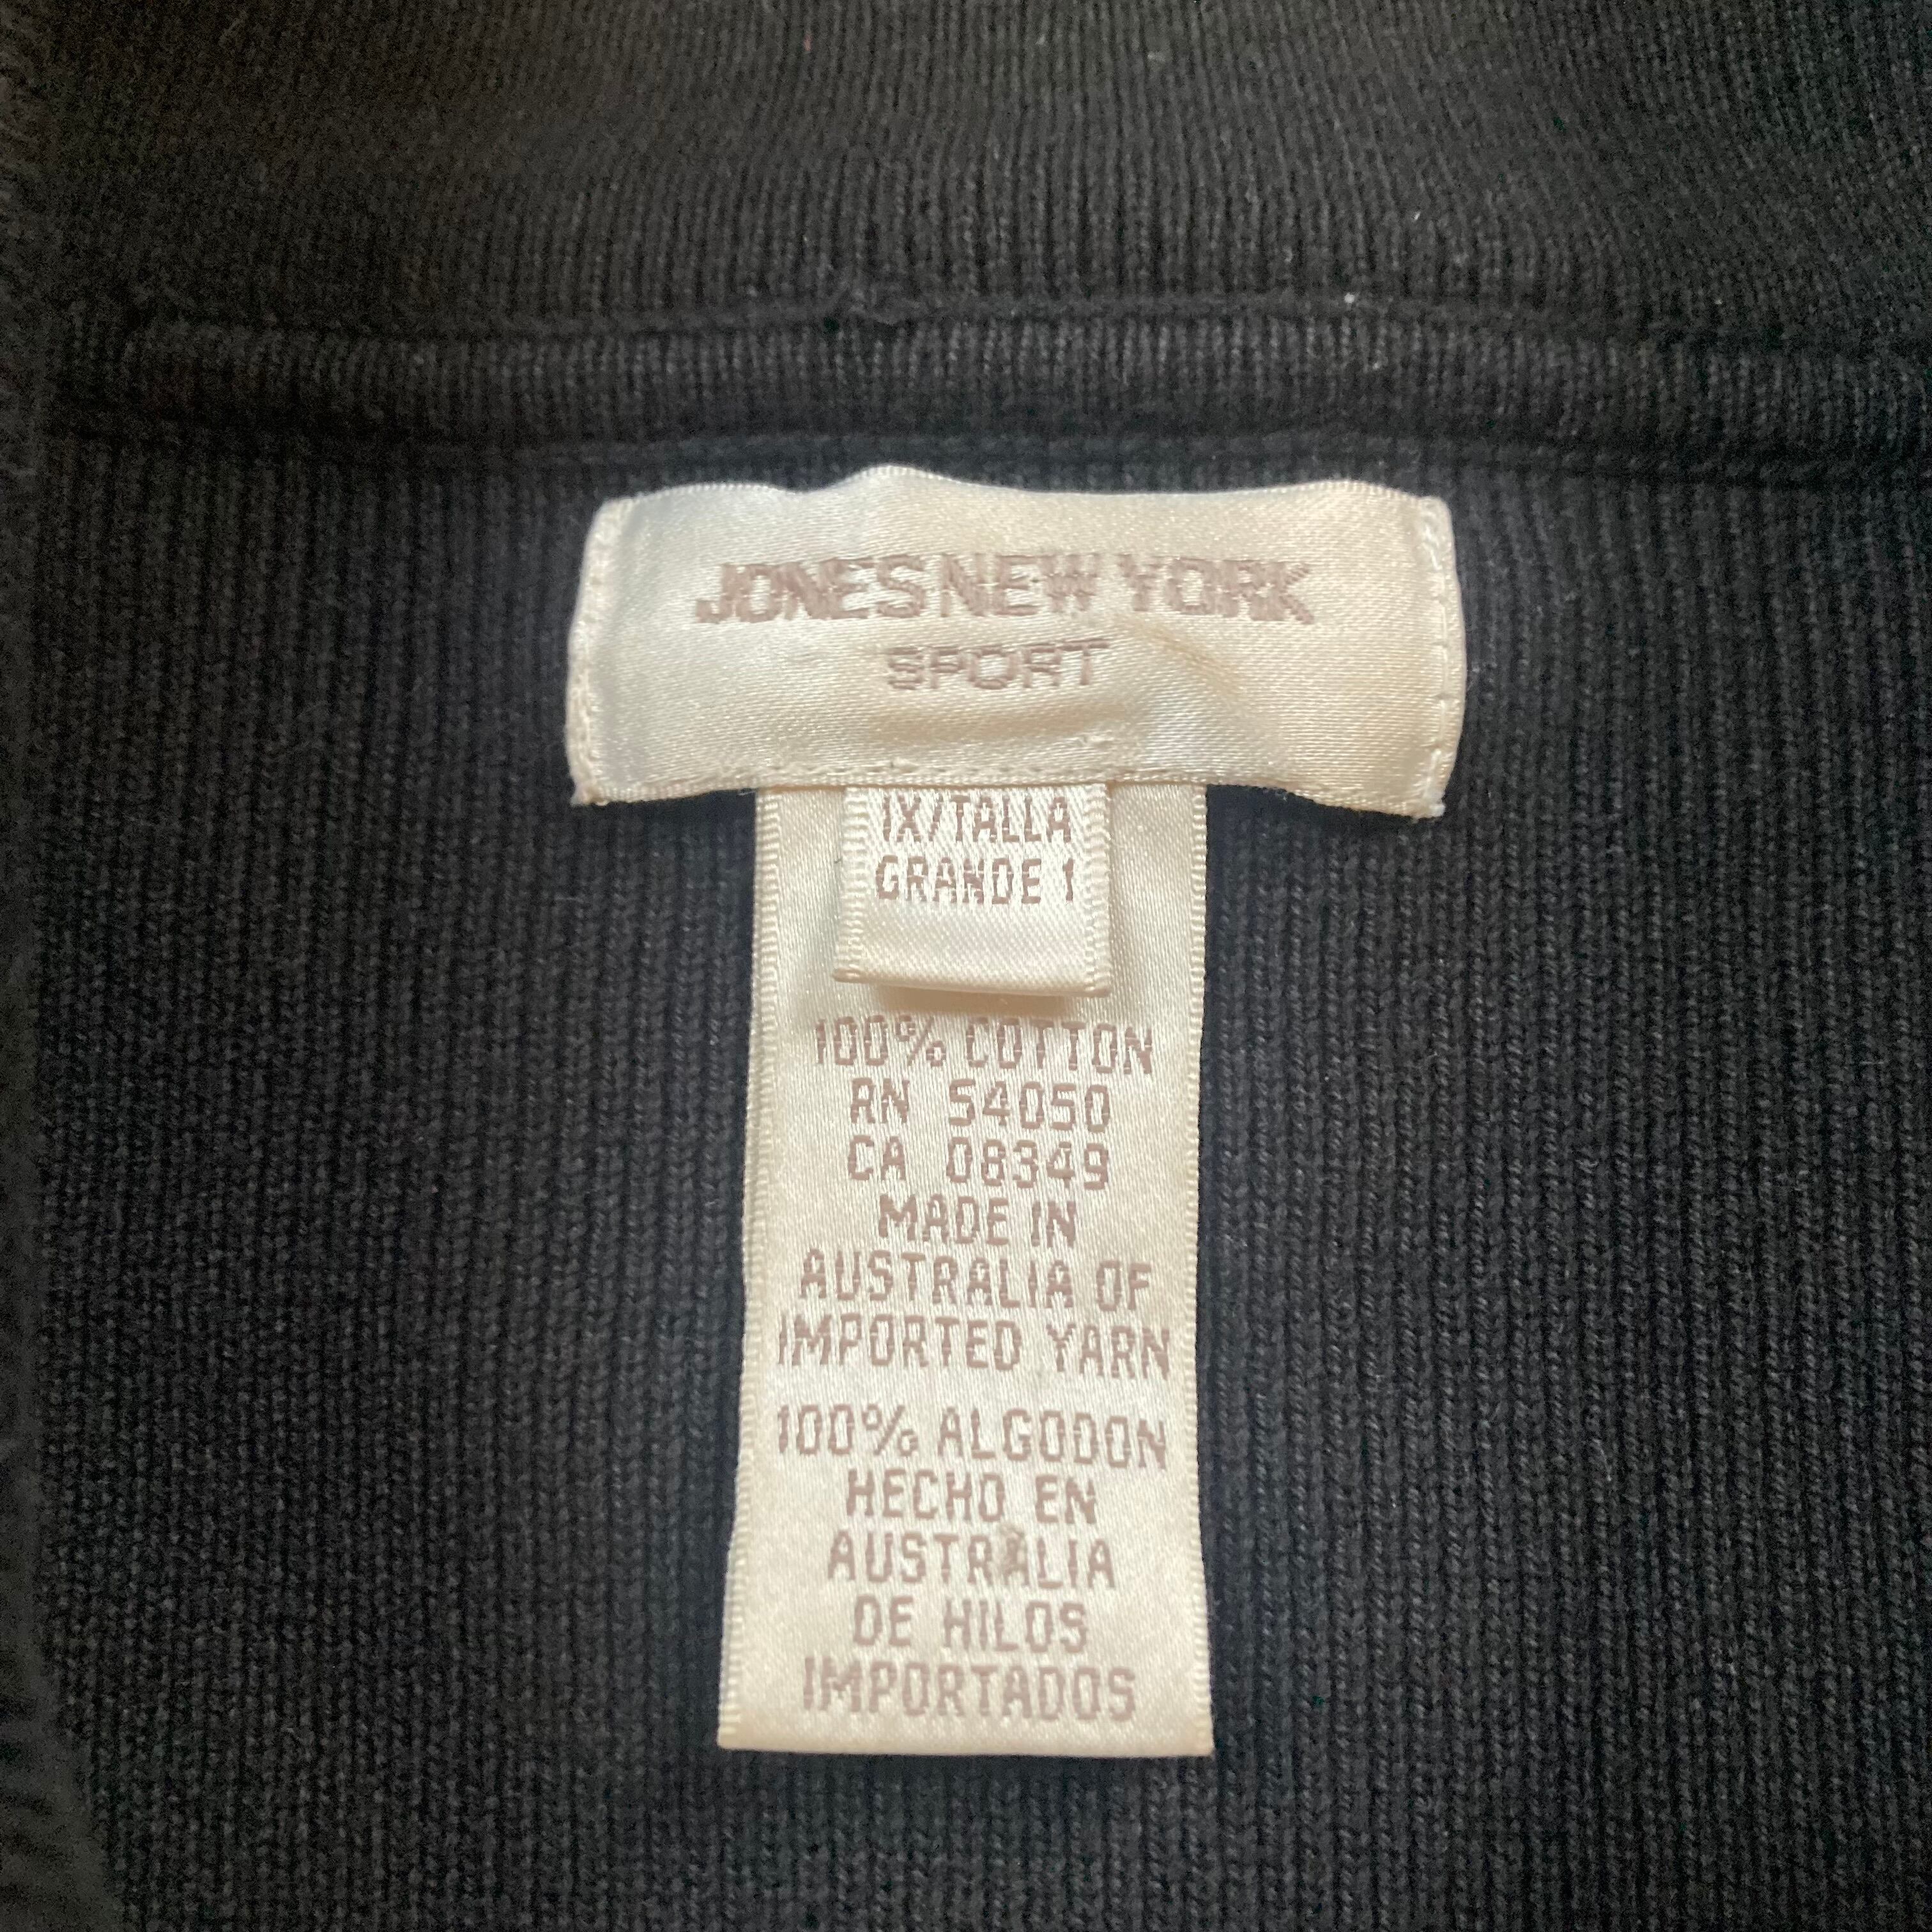 JONES NEW YORK
SPORT
1X/TALLA
GRANDE 1
100% COTTON
RN 54050
CA 08349
MADE IN
AUSTRALIA OF
IMPORTED YARN
100% ALGODON
HECHO EN
AUSTRALIA
DE HILOS
IMPORTADOS